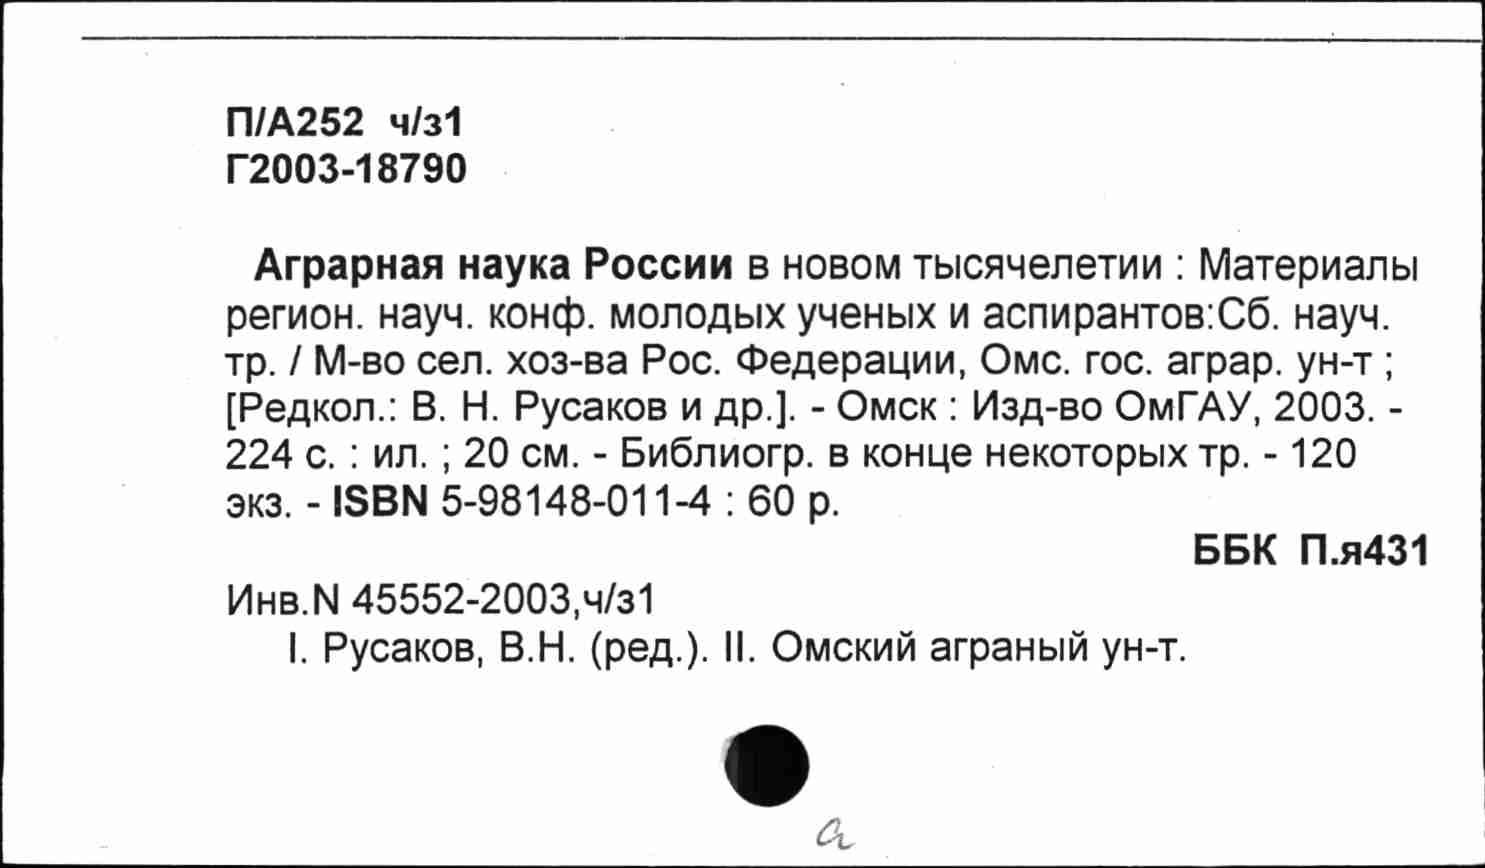 П/А252 ч/з1
Г2003-18790
Аграрная наука России в новом тысячелетии : Материалы
регион. науч. конф. молодых ученых и аспирантов:Сб. науч.
тр. / М-во сел. хоз-ва Рос. Федерации, Омс. гос. аграр. ун-т ;
[Редкол.: В. Н. Русаков и др.]. - Омск : Изд-во ОмГАУ, 2003. -
224 с. : ил. ; 20 см. - Библиогр. в конце некоторых тр. - 120
экз. - ISBN 5-98148-011-4 : 60 р.
ББК П.я431
Инв.N 45552-2003,ч/з1
I. Русаков, В.Н. (ред.). II. Омский аграный ун-т.